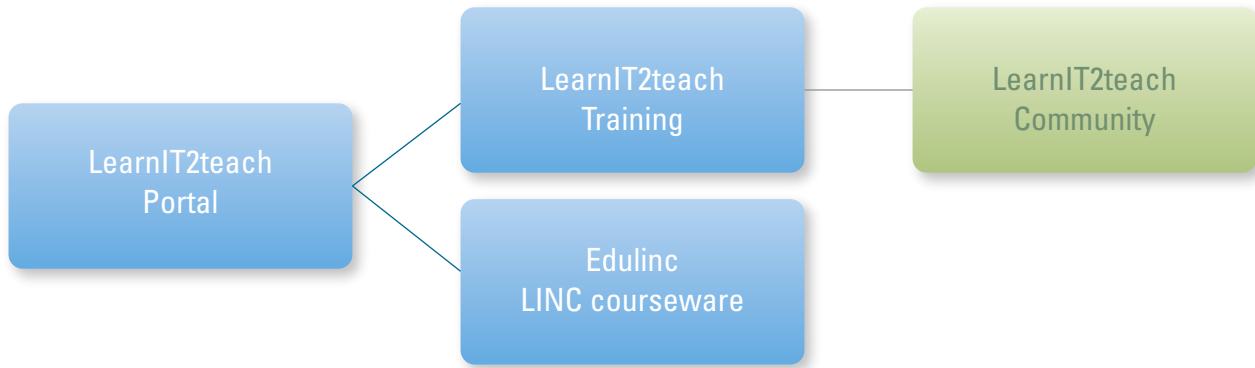 LearnIT2teach
Portal
LearnIT2teach
Training
Edulinc
LINC courseware
LearnIT2teach
Community